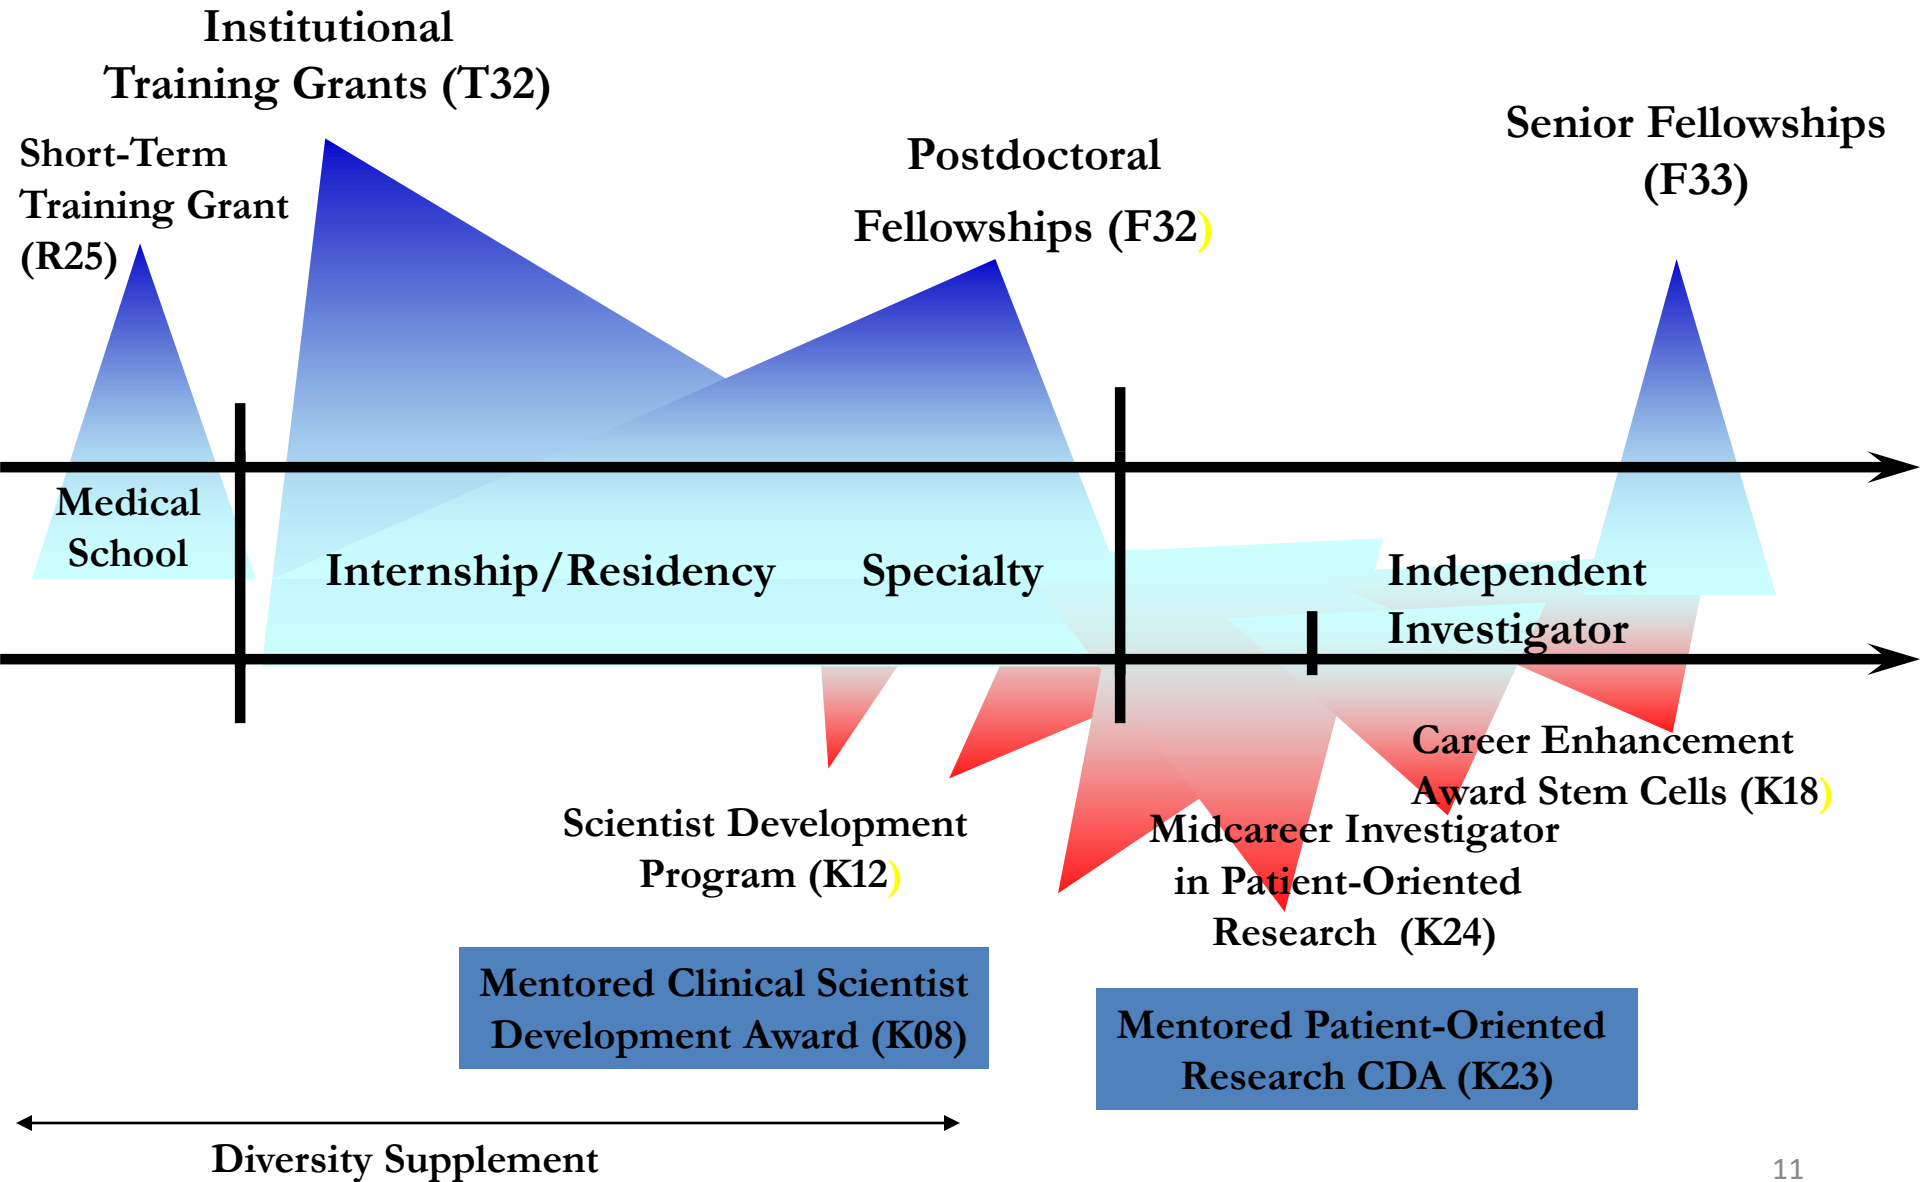 Institutional
Training Grants (T32)
Short-Term
Training Grant
(R25)
Postdoctoral
Fellowships (F32)
Senior Fellowships
(F33)
Medical
School
Internship/Residency
Specialty
Independent
Investigator
Career Enhancement
Award Stem Cells (K18)
Scientist Development
Program (K12)
Midcareer Investigator
in Patient-Oriented
Research (K24)
Mentored Clinical Scientist
Development Award (K08)
Mentored Patient-Oriented
Research CDA (K23)
Diversity Supplement
11